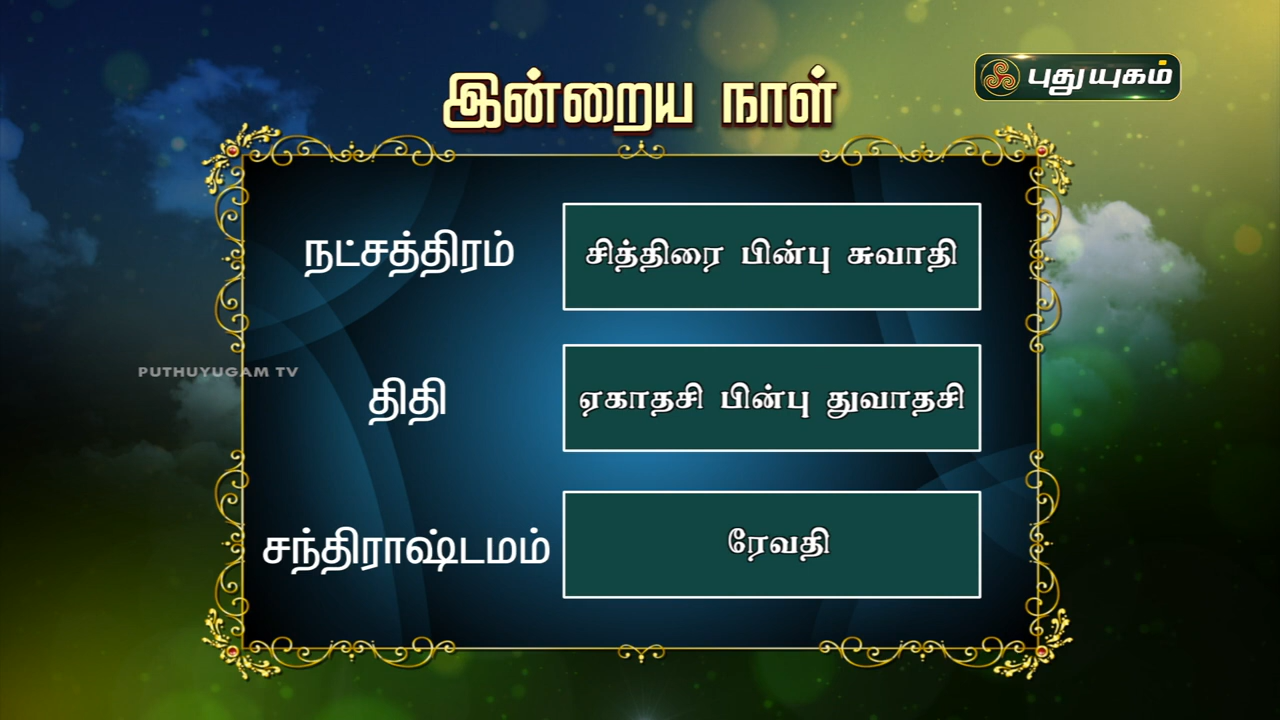 இன்றைய நாள்
புதுயுகம்
நட்சத்திரம்
சித்திரை பின்பு சுவாதி
PUTHUYUGAM TV
திதி
ஏகாதசி பின்பு துவாதசி
சந்திராஷ்டமம்
ரேவதி